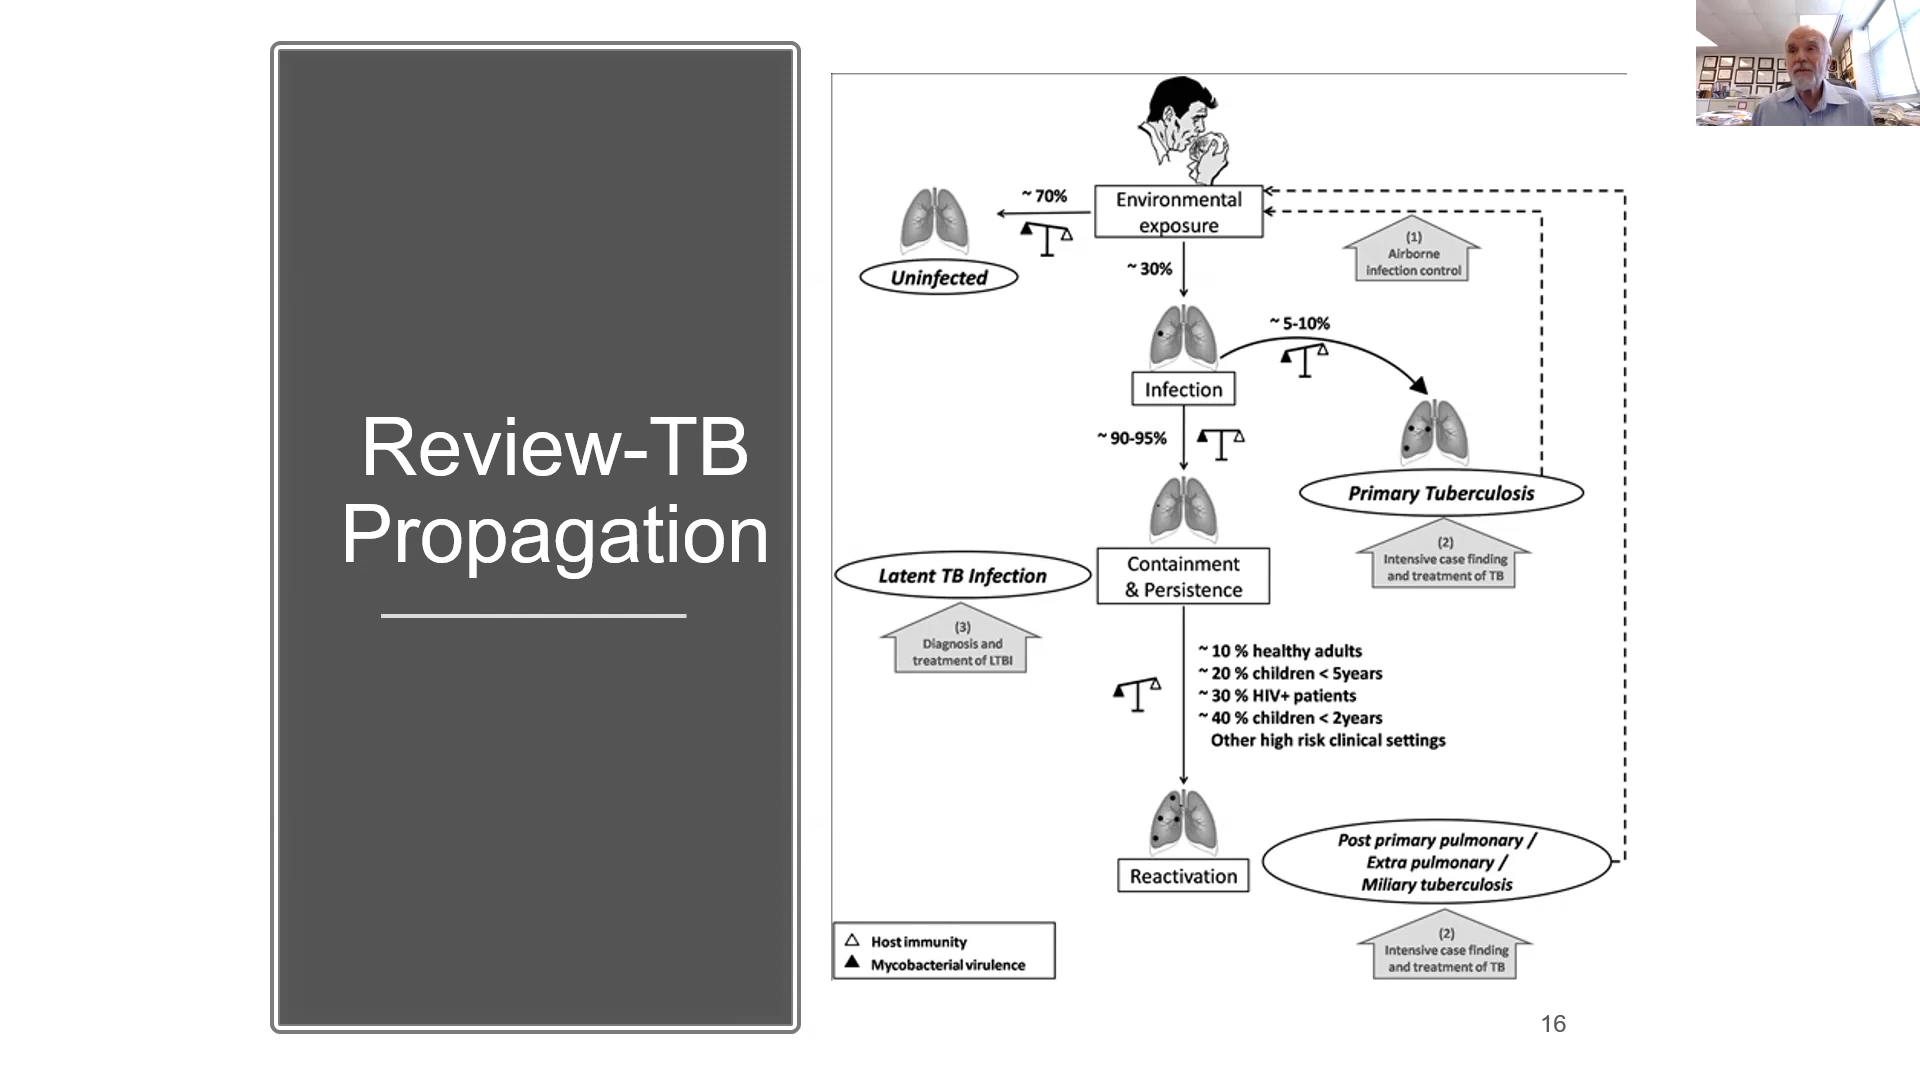 Review-TB
Propagation
~ 70%
Environmental
exposure
Uninfected
(1)
Airborne
infection control
~ 30%
~ 5-10%
Infection
~ 90-95%
Primary Tuberculosis
(2)
Intensive case finding
and treatment of TB
Latent TB Infection
Containment
& Persistence
(3)
Diagnosis and
treatment of LTBI
~ 10 % healthy adults
~ 20 % children < 5years
~ 30 % HIV+ patients
~ 40 % children < 2years
Other high risk clinical settings
Reactivation
Post primary pulmonary /
Extra pulmonary /
Miliary tuberculosis
(2)
Intensive case finding
and treatment of TB
Host immunity
Mycobacterial virulence
16